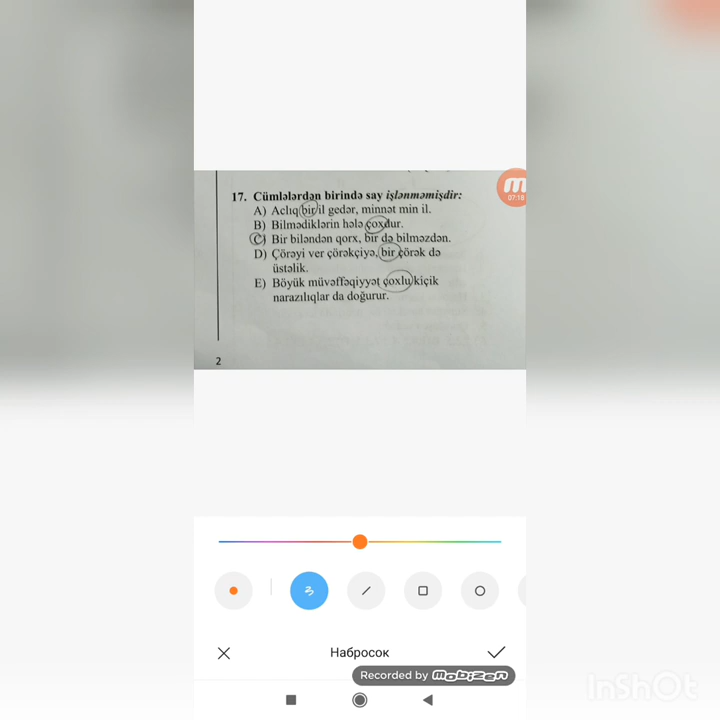 07:18
17. Cümlələrdən birində say işlənməmişdir:
A) Aclıq bir il gedər, minnət min il.
B) Bilmədiklərin hələ çoxdur.
C) Bir biləndən qorx, bir də bilməzdən.
D) Çörəyi ver çörəkçiyə, bir çörək də
üstəlik.
E) Böyük müvəffəqiyyət çoxlu kiçik
narazılıqlar da doğurur.
2
Набросок
Recorded by mobizen
InShOt